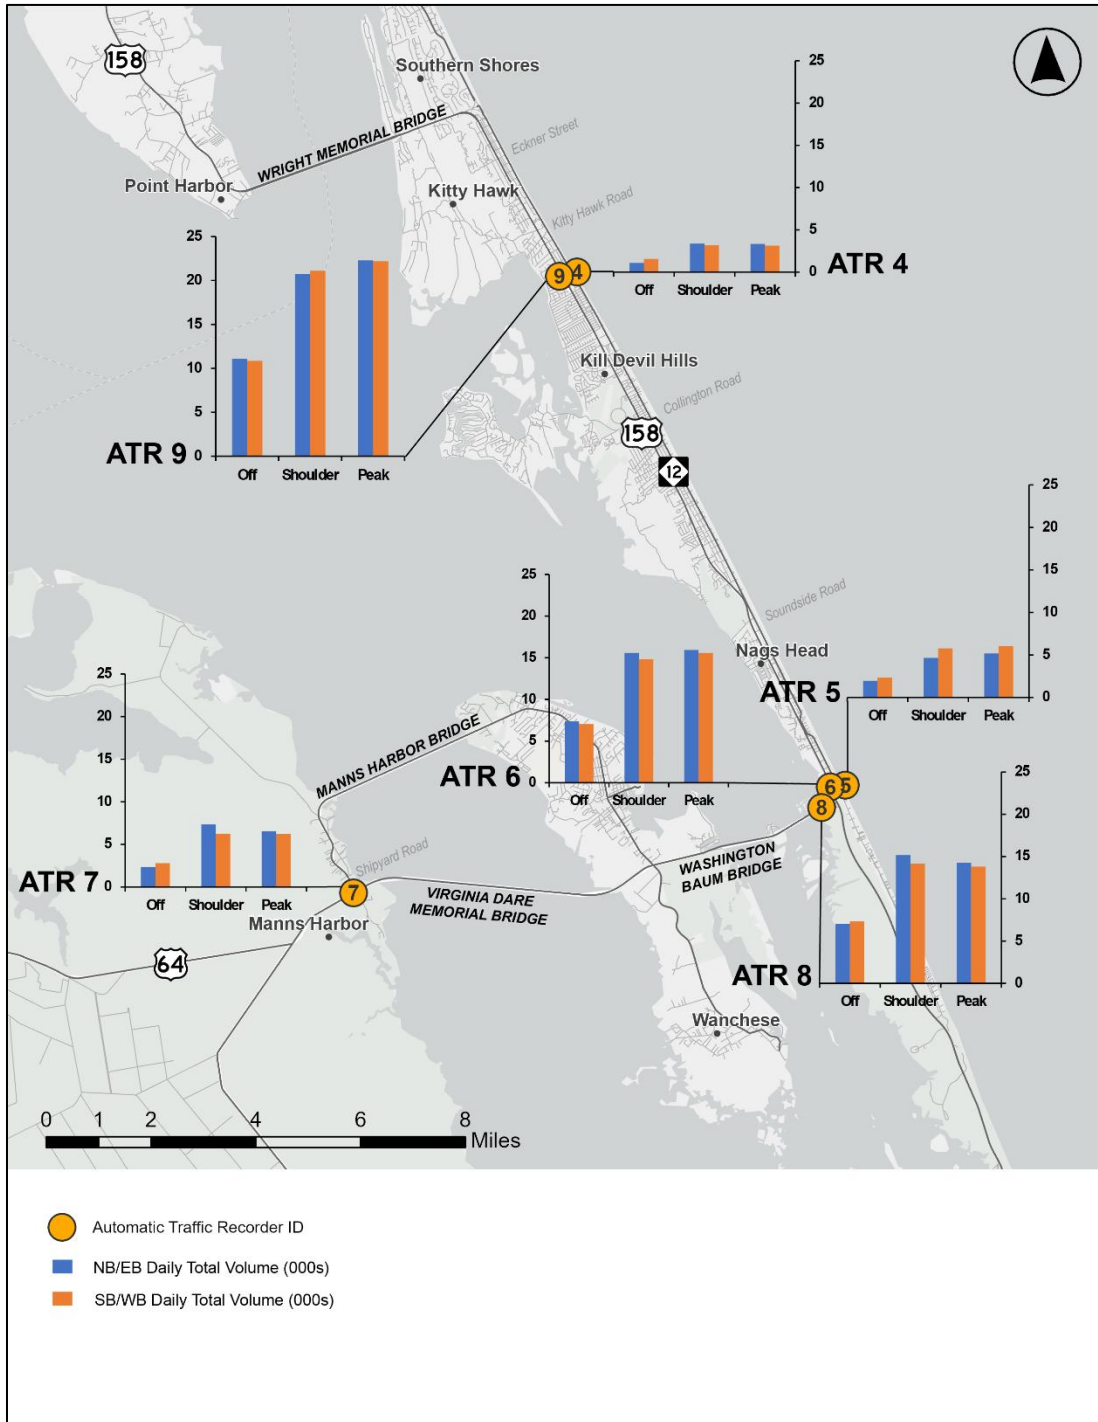 158
Southern Shores
WRIGHT MEMORIAL BRIDGE
Eckner Street
Point Harbor
Kitty Hawk
Kitty Hawk Road
25
20
15
10
5
0
Off
Shoulder
Peak
ATR 4
9
4
25
20
15
10
5
0
ATR 9
Off
Shoulder
Peak
Kill Devil Hills
Collington Road
158
12
Soundside Road
Nags Head
25
20
15
10
5
0
ATR 5
Off
Shoulder
Peak
25
20
15
10
5
0
ATR 6
Off
Shoulder
Peak
6
5
8
25
20
15
10
5
0
ATR 7
Off
Shoulder
Peak
MANNS HARBOR BRIDGE
Shipyard Road
7
Manns Harbor
VIRGINIA DARE
MEMORIAL BRIDGE
WASHINGTON
BAUM BRIDGE
64
25
20
15
10
5
0
ATR 8
Off
Shoulder
Peak
Wanchese
0 1 2 4 6 8
Miles
Automatic Traffic Recorder ID
NB/EB Daily Total Volume (000s)
SB/WB Daily Total Volume (000s)